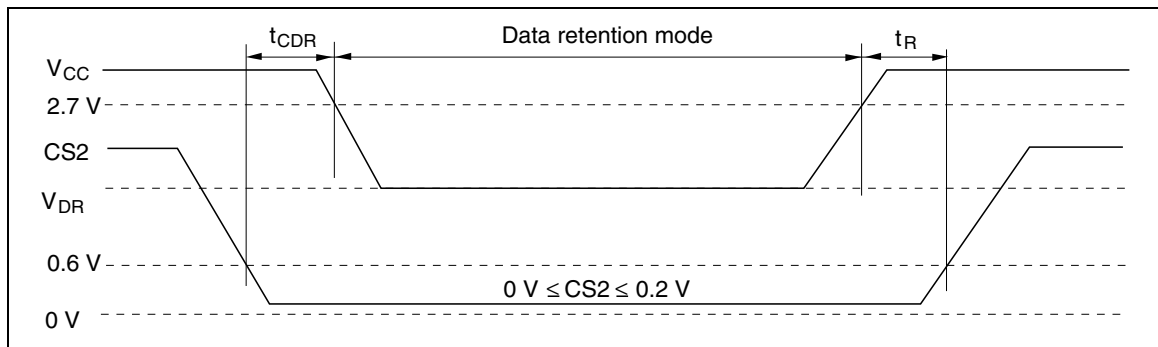 tCDR
Data retention mode
tR
VCC
2.7 V
CS2
VDR
0.6 V
0 V ≤ CS2 ≤ 0.2 V
0 V